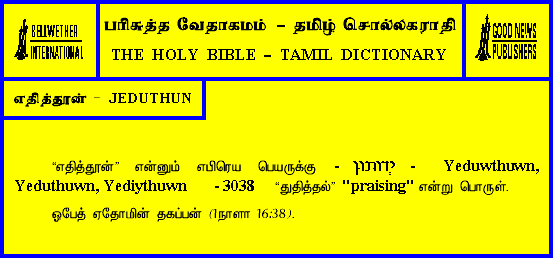 BELLWETHER
INTERNATIONAL
பரிசுத்த வேதாகமம் – தமிழ் சொல்லகராதி
THE HOLY BIBLE – TAMIL DICTIONARY
GOOD NEWS
PUBLISHERS
எதித்தூன் – JEDUTHUN
“எதித்தூன்” என்னும் எபிரெய பெயருக்கு - ידותון - Yeduwthuwn,
Yeduthuwn, Yediythuwn - 3038 “துதித்தல்” "praising" என்று பொருள்.
ஒபேத் ஏதோமின் தகப்பன் (1நாளா 16:38).